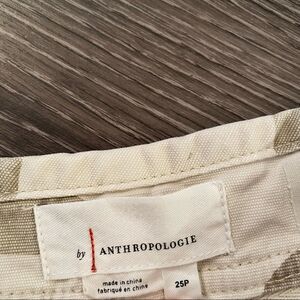 by ANTHROPOLOGIE
made in china
fabriqué en chine
25P